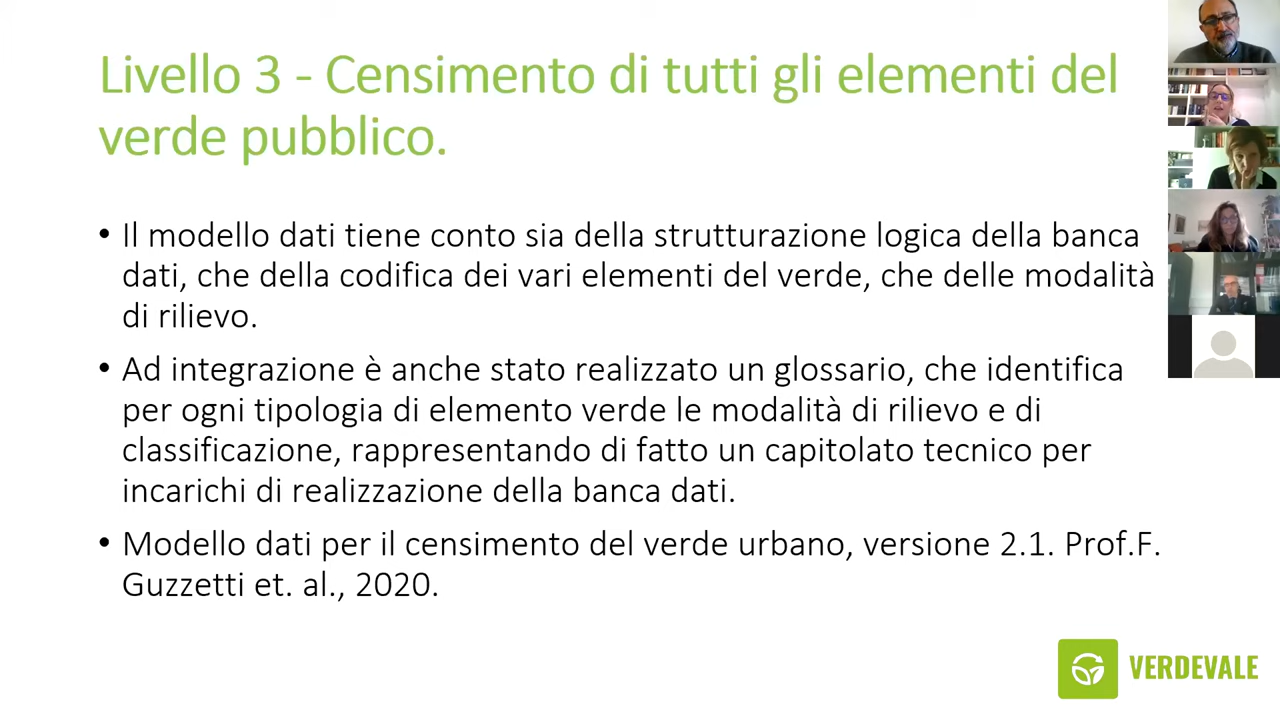 Livello 3 - Censimento di tutti gli elementi del
verde pubblico.
• Il modello dati tiene conto sia della strutturazione logica della banca
dati, che della codifica dei vari elementi del verde, che delle modalità
di rilievo.
• Ad integrazione è anche stato realizzato un glossario, che identifica
per ogni tipologia di elemento verde le modalità di rilievo e di
classificazione, rappresentando di fatto un capitolato tecnico per
incarichi di realizzazione della banca dati.
• Modello dati per il censimento del verde urbano, versione 2.1. Prof.F.
Guzzetti et. al., 2020.
VERDEVALE